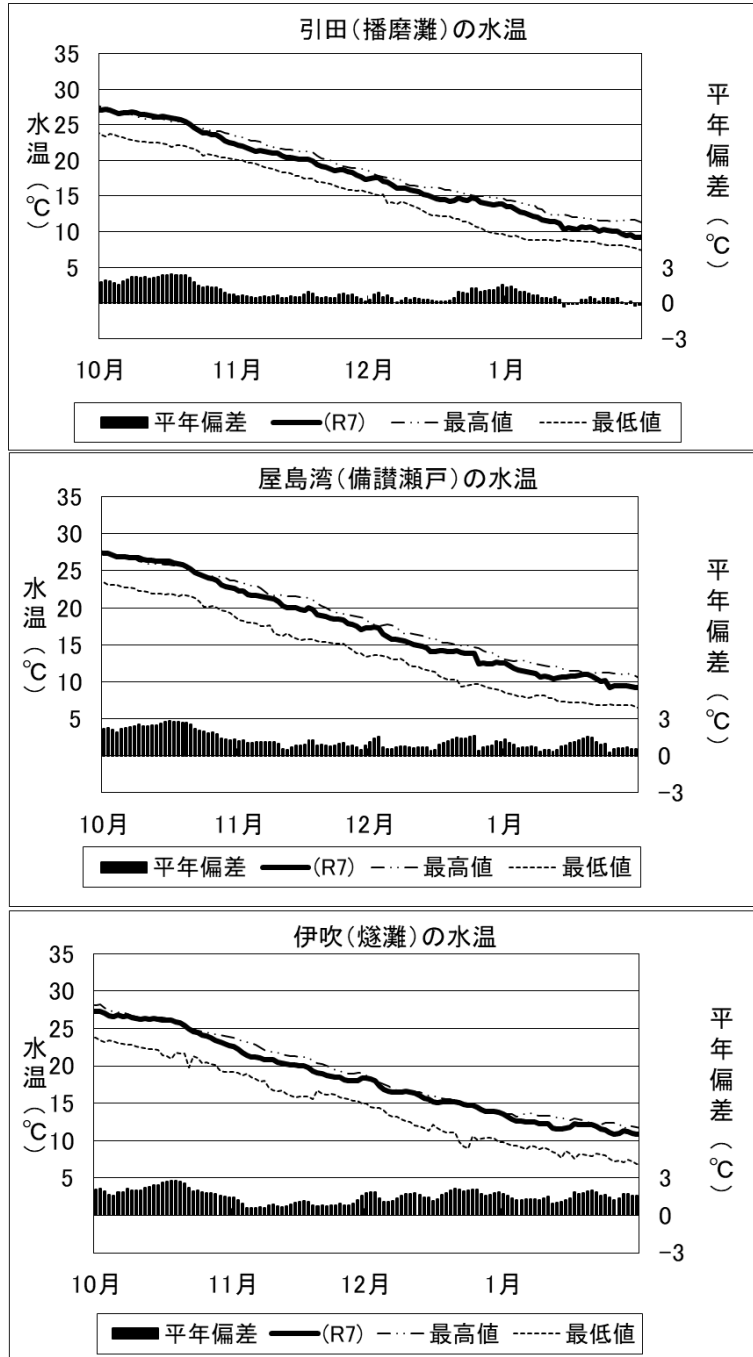 引田(播磨灘)の水温
35
30
25
20
15
10
5
水温(℃)
平年偏差(℃)
3
0
-3
10月 11月 12月 1月
平年偏差 (R7) 最高値 最低値
屋島湾(備讃瀬戸)の水温
35
30
25
20
15
10
5
水温(℃)
平年偏差(℃)
3
0
-3
10月 11月 12月 1月
平年偏差 (R7) 最高値 最低値
伊吹(燧灘)の水温
35
30
25
20
15
10
5
水温(℃)
平年偏差(℃)
3
0
-3
10月 11月 12月 1月
平年偏差 (R7) 最高値 最低値